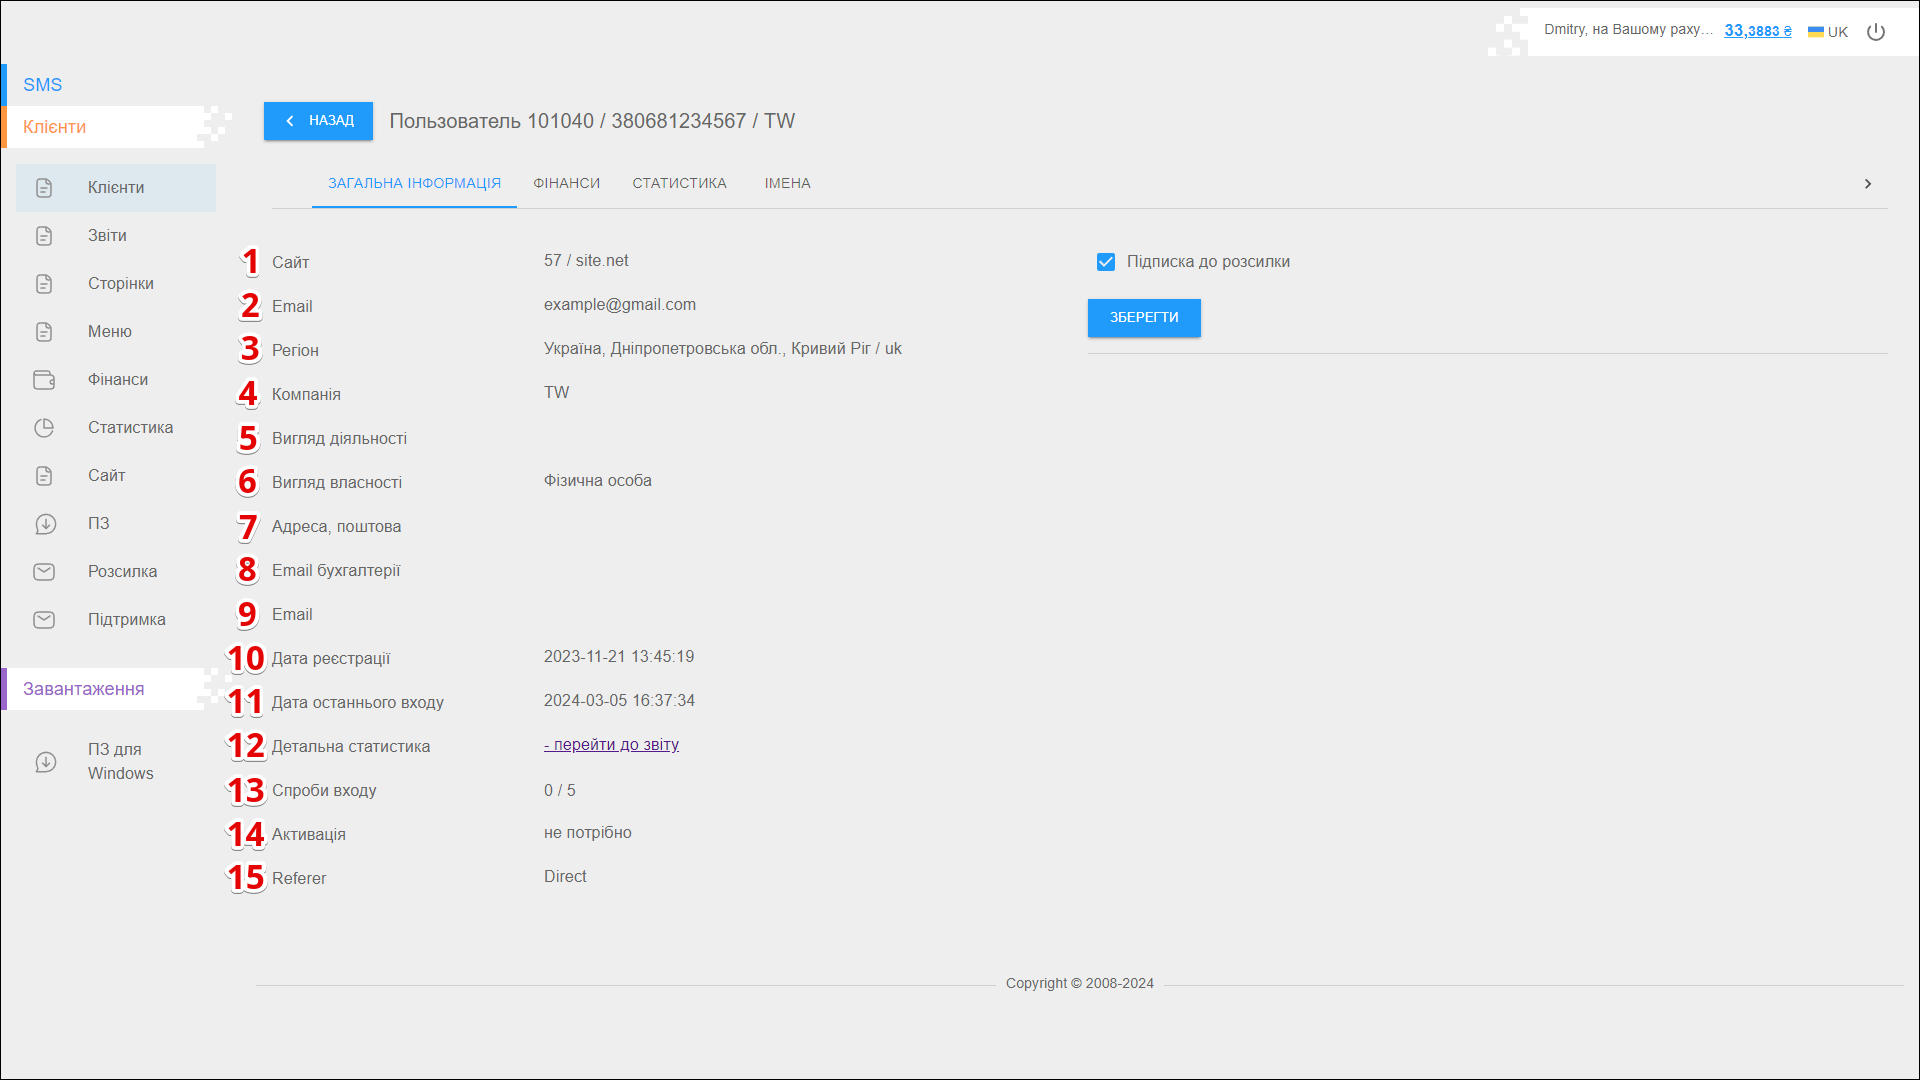 Dmitry, на Вашому раху... 33,3883 ₴ UK
SMS
Клієнти
Клієнти
Звіти
Сторінки
Меню
Фінанси
Статистика
Сайт
ПЗ
Розсилка
Підтримка
Завантаження
ПЗ для
Windows
НАЗАД Пользователь 101040 / 380681234567 / TW
ЗАГАЛЬНА ІНФОРМАЦІЯ ФІНАНСИ СТАТИСТИКА ІМЕНА
1 Сайт 57 / site.net
2 Email example@gmail.com
3 Регіон Україна, Дніпропетровська обл., Кривий Ріг / uk
4 Компанія TW
5 Вигляд діяльності
6 Вигляд власності Фізична особа
7 Адреса, поштова
8 Email бухгалтерії
9 Email
10 Дата реєстрації 2023-11-21 13:45:19
11 Дата останнього входу 2024-03-05 16:37:34
12 Детальна статистика - перейти до звіту
13 Спроби входу 0 / 5
14 Активація не потрібно
15 Referer Direct
Підписка до розсилки
ЗБЕРЕГТИ
Copyright © 2008-2024